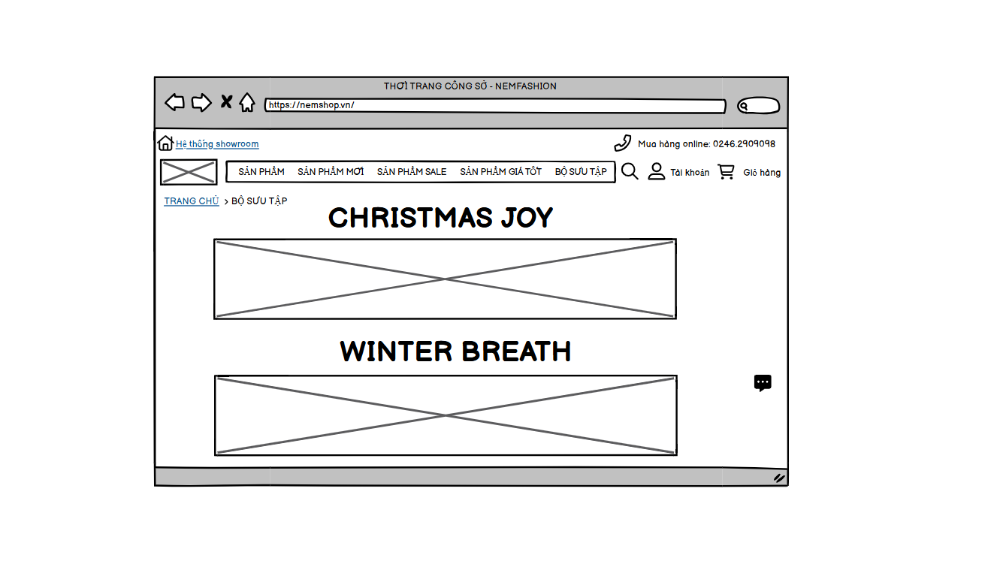 THỜI TRANG CÔNG SỞ - NEMFASHION
https://nemshop.vn/
Hệ thống showroom
Mua hàng online: 0246.2909098
SẢN PHẨM SẢN PHẨM MỚI SẢN PHẨM SALE SẢN PHẨM GIÁ TỐT BỘ SƯU TẬP Tài khoản Giỏ hàng
TRANG CHỦ > BỘ SƯU TẬP
CHRISTMAS JOY
WINTER BREATH